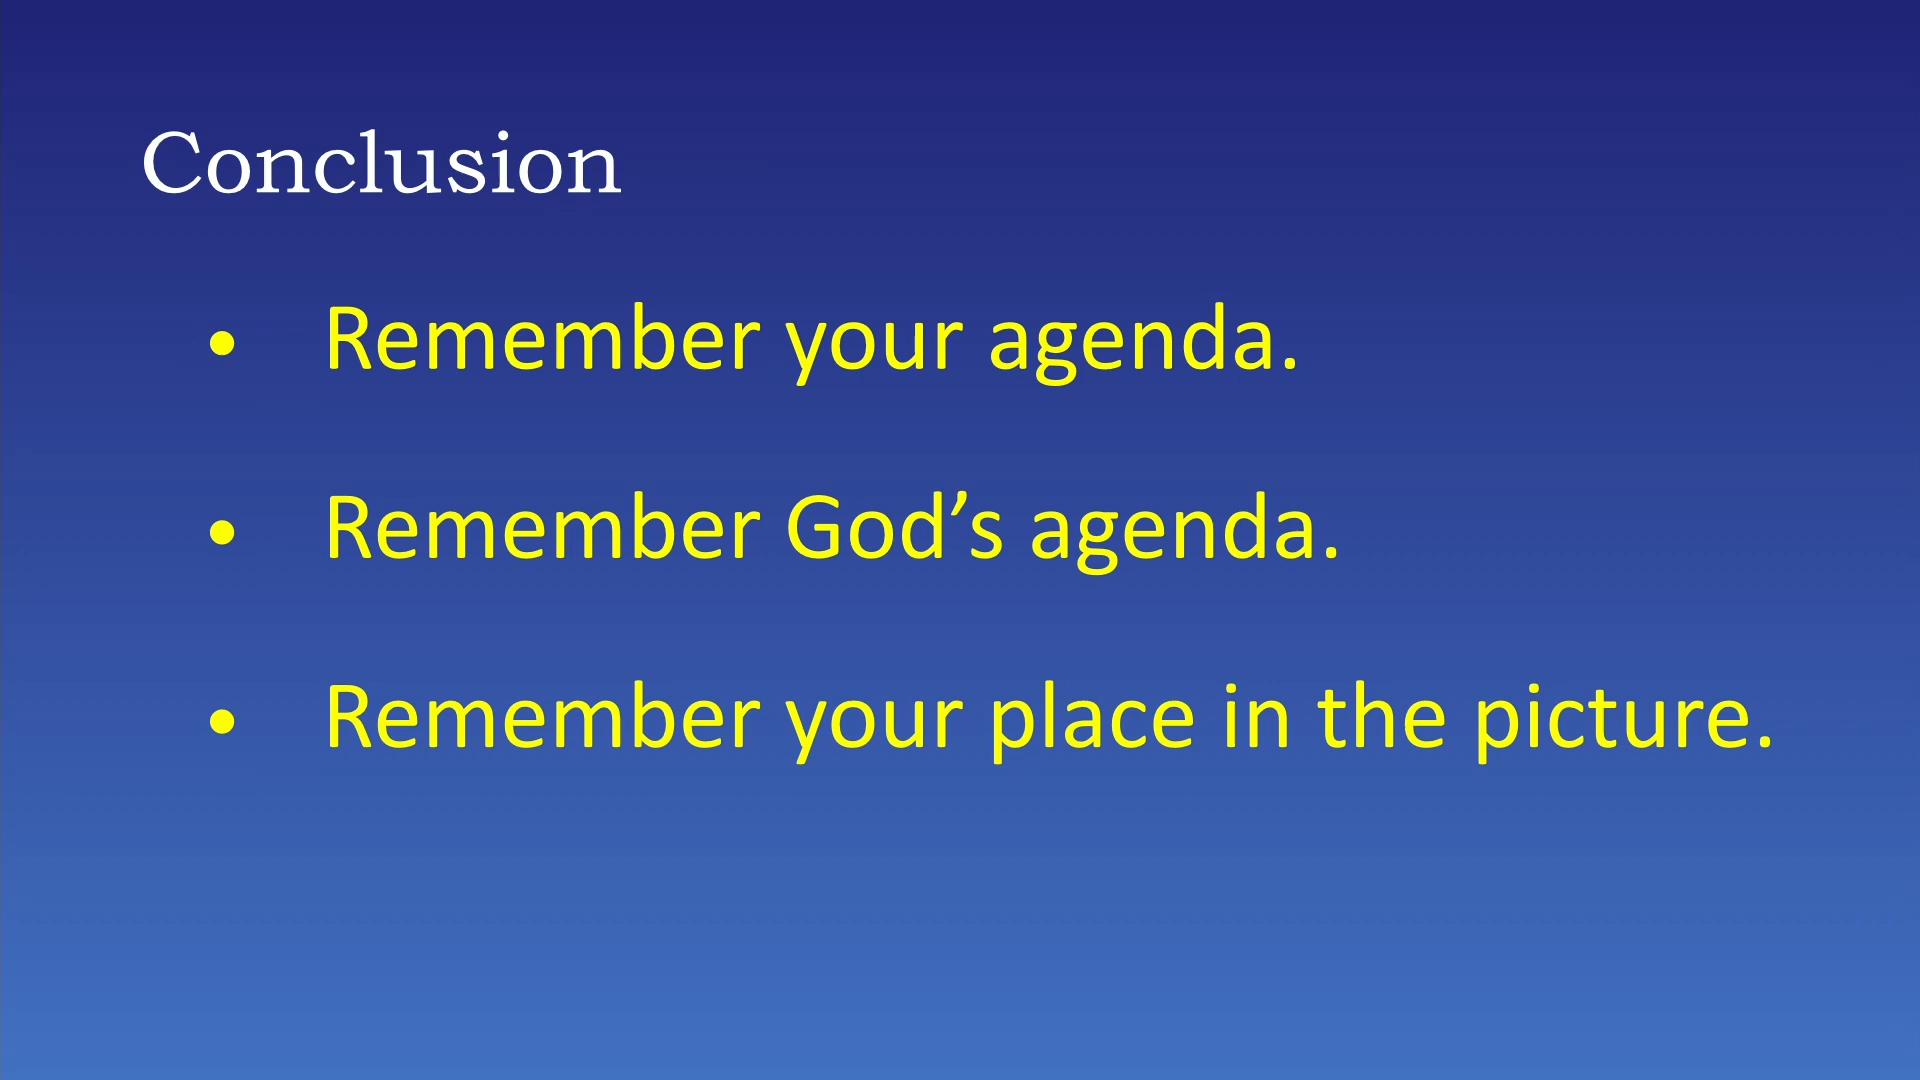 Conclusion
• Remember your agenda.
• Remember God’s agenda.
• Remember your place in the picture.